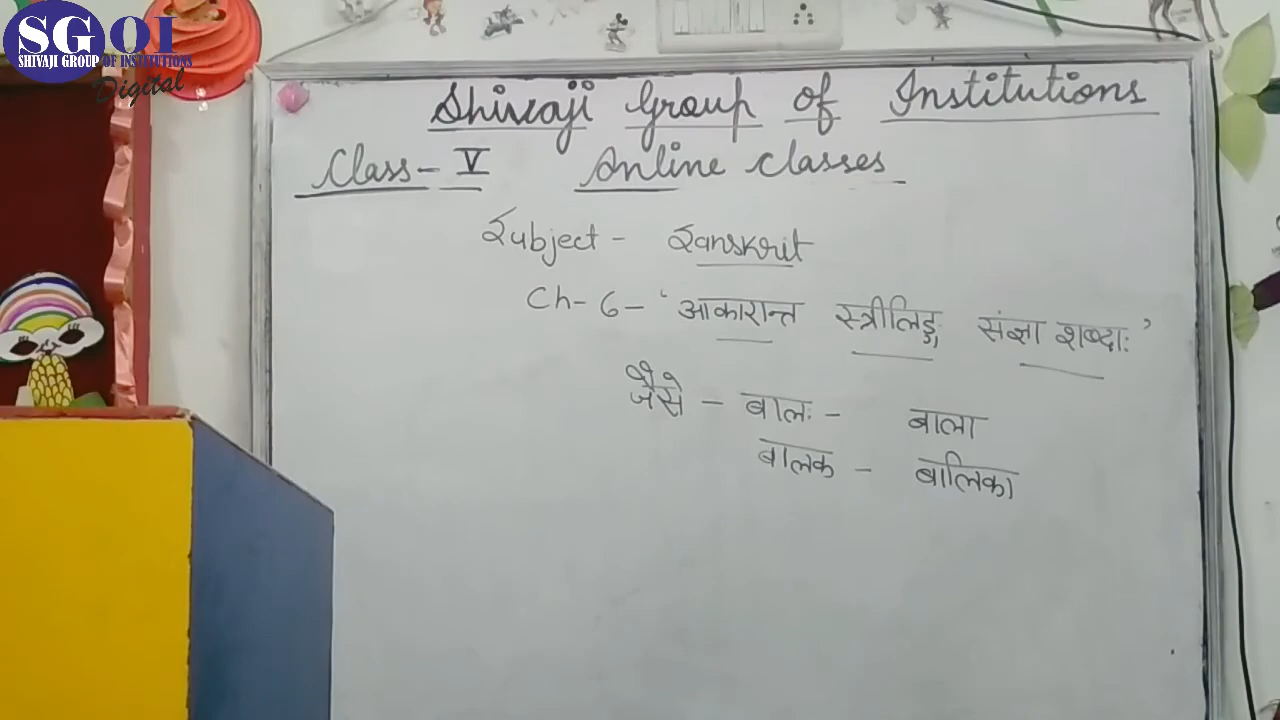 SGOI
SHIVAJI GROUP OF INSTITUTIONS
Digital
Shivaji Group of Institutions
Class- V Online Classes
Subject - Sanskrit
Ch- 6 - ‘आकारान्त स्त्रीलिङ्ग संज्ञा शब्दाः’
जैसे - बालः - बाला
बालक - बालिका